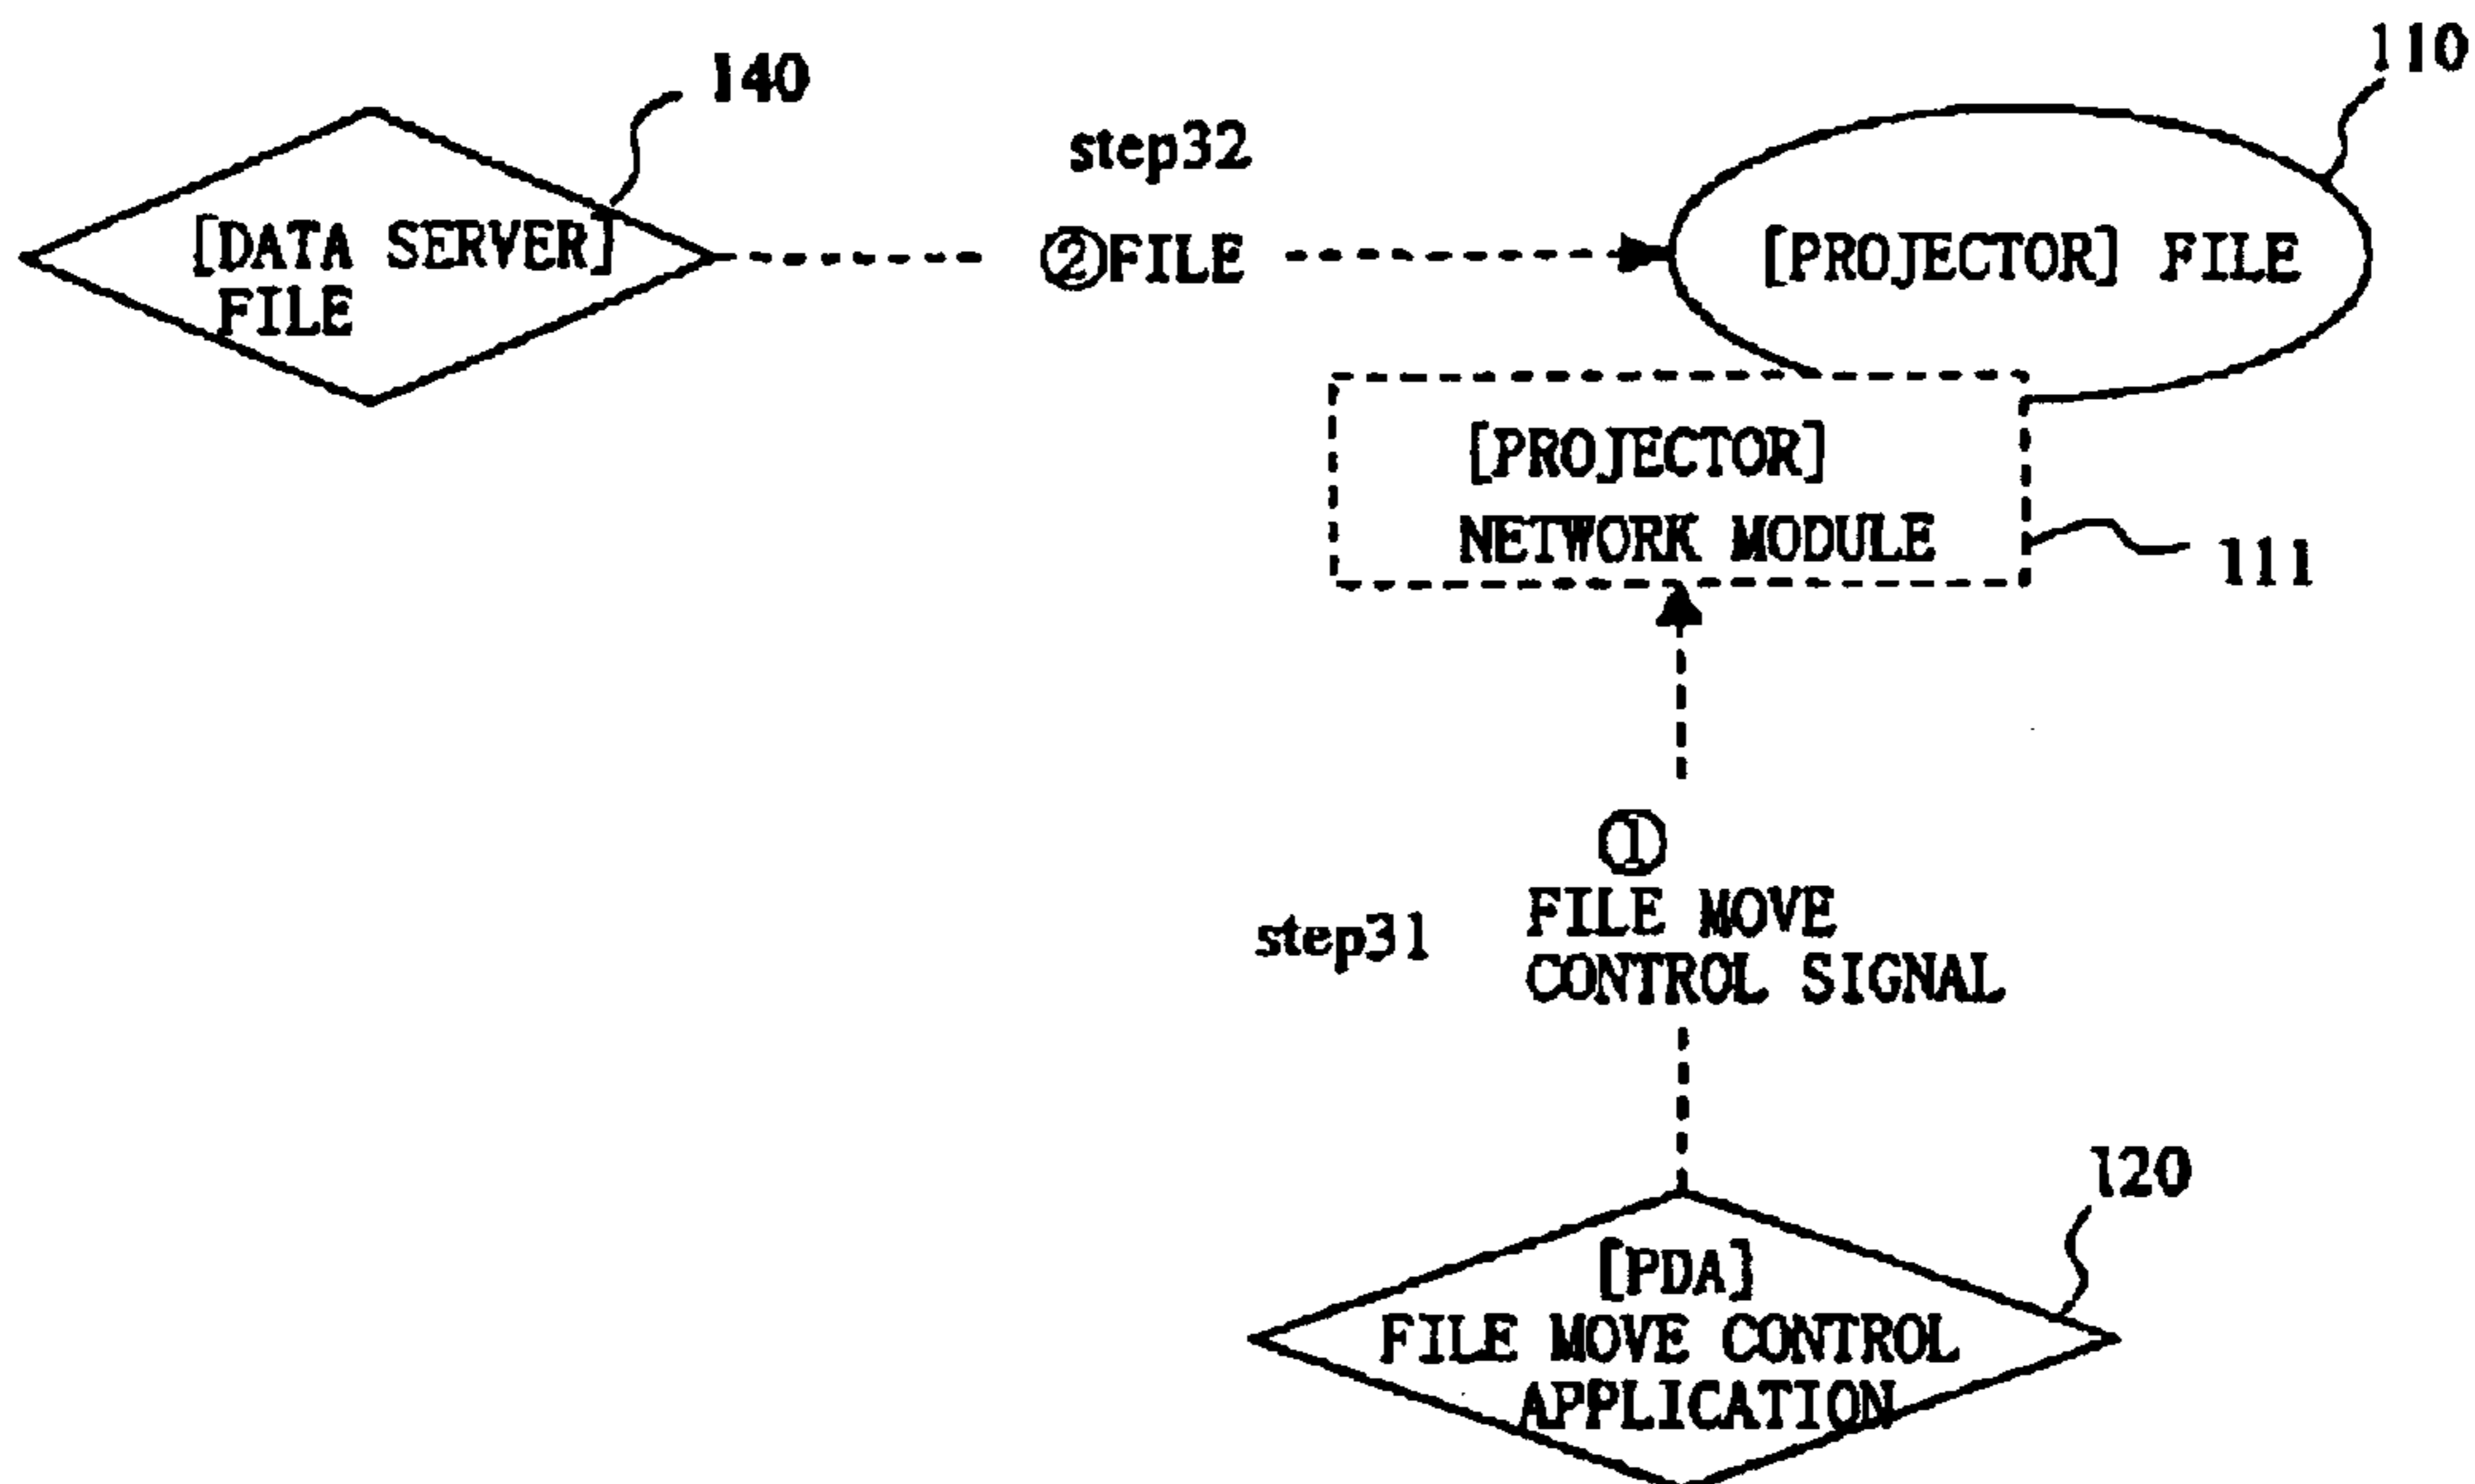 140
110
step32
[DATA SERVER]
FILE
②FILE
[PROJECTOR] FILE
[PROJECTOR]
NETWORK MODULE
111
①
step31
FILE MOVE
CONTROL SIGNAL
120
[PDA]
FILE MOVE CONTROL
APPLICATION